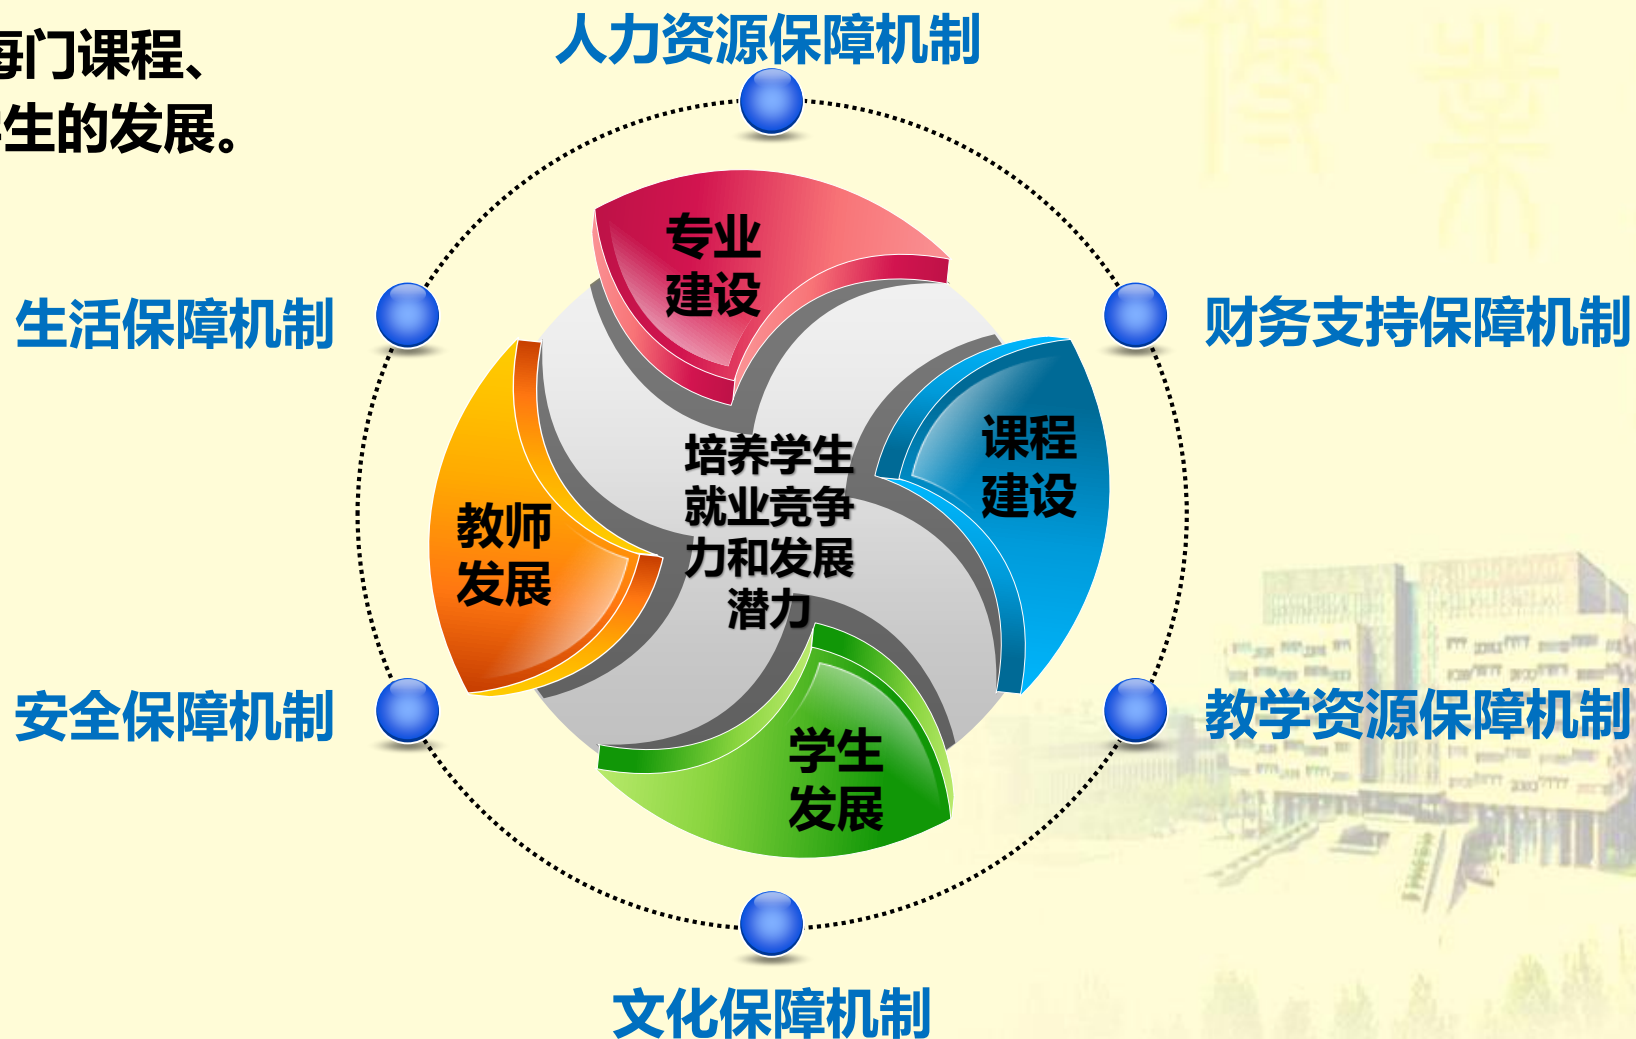 每门课程、
学生的发展。
人力资源保障机制
生活保障机制
财务支持保障机制
专业
建设
课程
建设
培养学生
就业竞争
力和发展
潜力
教师
发展
学生
发展
安全保障机制
教学资源保障机制
文化保障机制